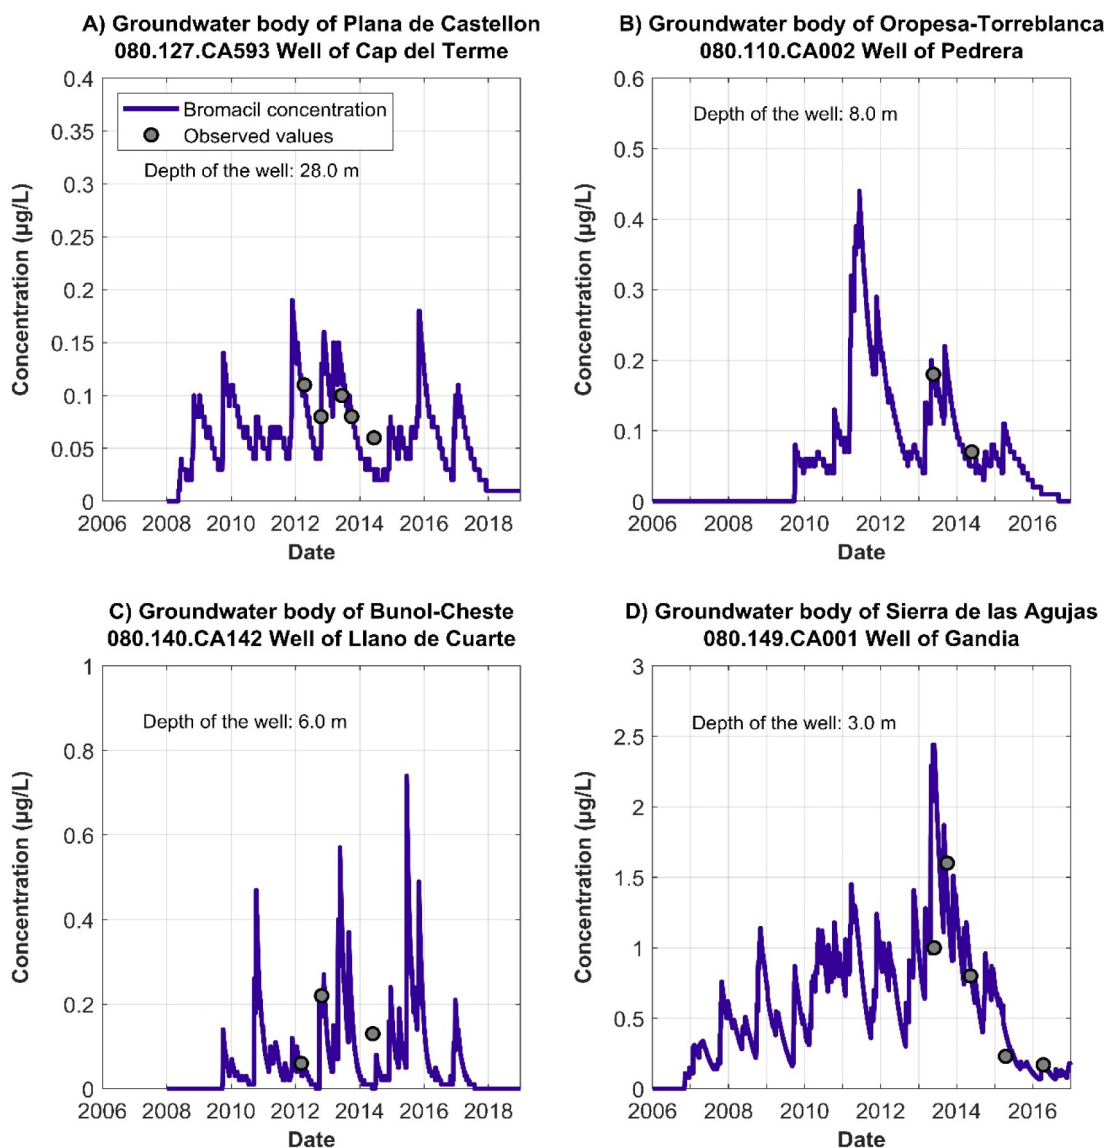 A) Groundwater body of Plana de Castellon
080.127.CA593 Well of Cap del Terme
0.4
0.35
0.3
0.25
0.2
0.15
0.1
0.05
0
Concentration (µg/L)
Bromacil concentration
Observed values
Depth of the well: 28.0 m
2006 2008 2010 2012 2014 2016 2018
Date
B) Groundwater body of Oropesa-Torreblanca
080.110.CA002 Well of Pedrera
0.6
0.5
0.4
0.3
0.2
0.1
0
Concentration (µg/L)
Depth of the well: 8.0 m
2006 2008 2010 2012 2014 2016
Date
C) Groundwater body of Bunol-Cheste
080.140.CA142 Well of Llano de Cuarte
1
0.8
0.6
0.4
0.2
0
Concentration (µg/L)
Depth of the well: 6.0 m
2006 2008 2010 2012 2014 2016 2018
Date
D) Groundwater body of Sierra de las Agujas
080.149.CA001 Well of Gandia
3
2.5
2
1.5
1
0.5
0
Concentration (µg/L)
Depth of the well: 3.0 m
2006 2008 2010 2012 2014 2016
Date